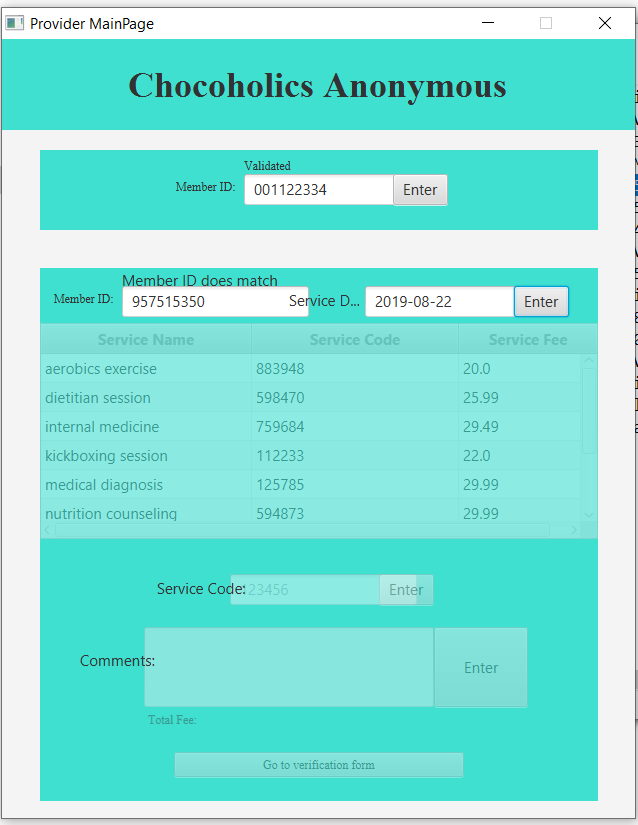 Provider MainPage
Chocoholics Anonymous
Validated
Member ID: 001122334 Enter
Member ID does match
Member ID: 957515350 Service D... 2019-08-22 Enter
Service Name Service Code Service Fee
aerobics exercise 883948 20.0
dietitian session 598470 25.99
internal medicine 759684 29.49
kickboxing session 112233 22.0
medical diagnosis 125785 29.99
nutrition counseling 594873 29.99
Service Code: 23456 Enter
Comments: Enter
Total Fee:
Go to verification form